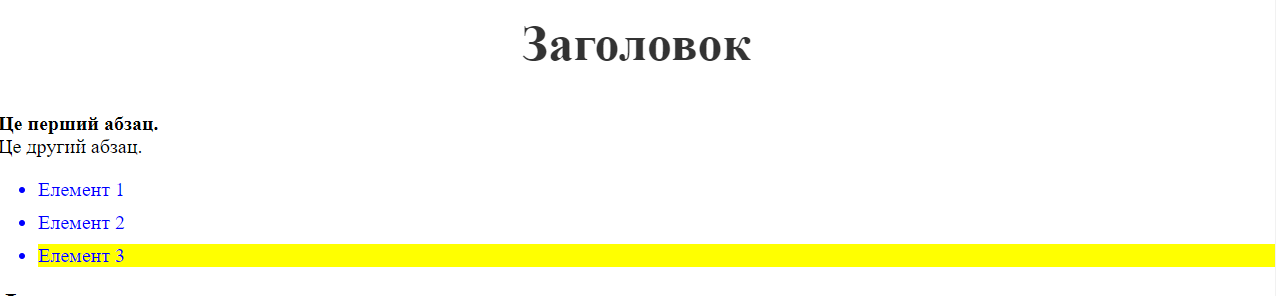 Заголовок
Це перший абзац.
Це другий абзац.
Елемент 1
Елемент 2
Елемент 3